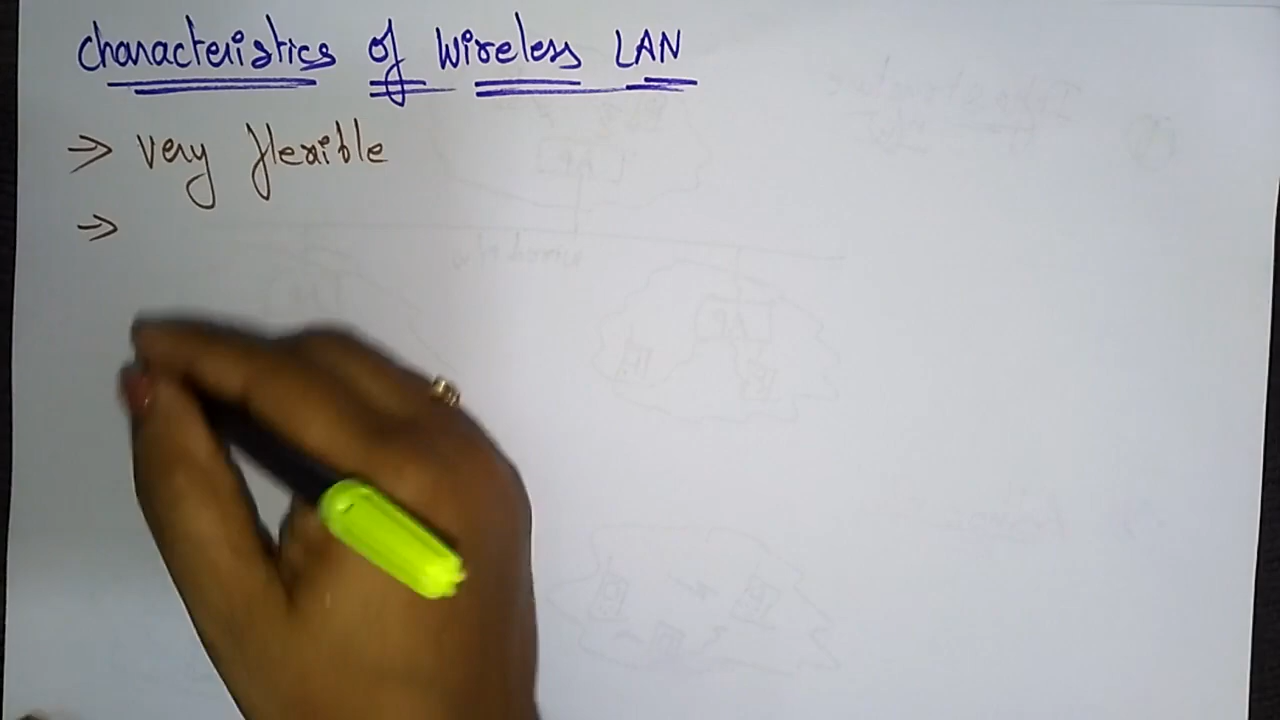 Characteristics of Wireless LAN
⇒ Very flexible
⇒